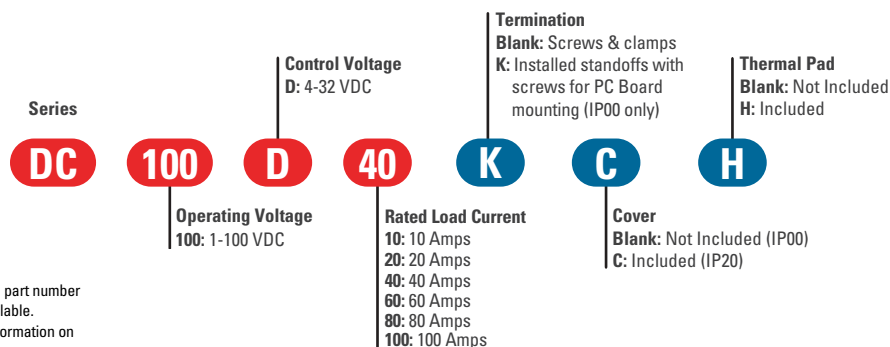 Termination
Blank: Screws & clamps
K: Installed standoffs with
screws for PC Board
mounting (IP00 only)
Control Voltage
D: 4-32 VDC
Thermal Pad
Blank: Not Included
H: Included
Series
DC 100 D 40 K C H
Operating Voltage
100: 1-100 VDC
Rated Load Current
10: 10 Amps
20: 20 Amps
40: 40 Amps
60: 60 Amps
80: 80 Amps
100: 100 Amps
Cover
Blank: Not Included (IP00)
C: Included (IP20)
part number
lable.
ormation on